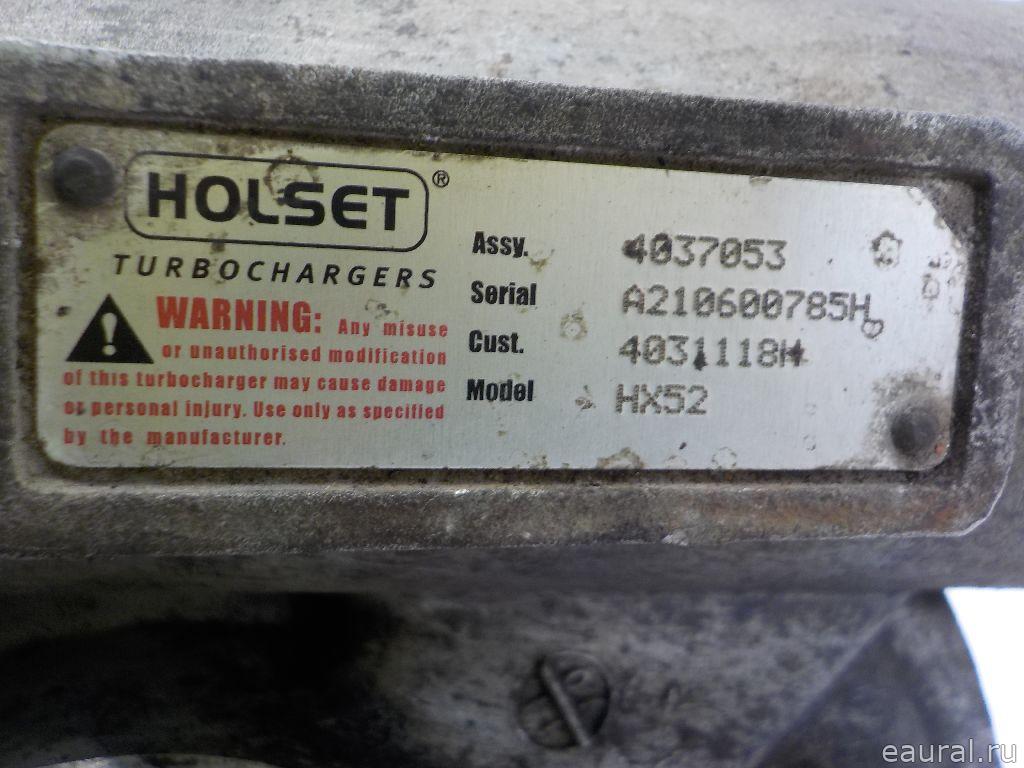 HOLSET®
TURBOCHARGERS
WARNING: Any misuse
or unauthorised modification
of this turbocharger may cause damage
or personal injury. Use only as specified
by the manufacturer.
Assy. 4037053
Serial A210600785H
Cust. 4031118H
Model HX52
eaural.ru